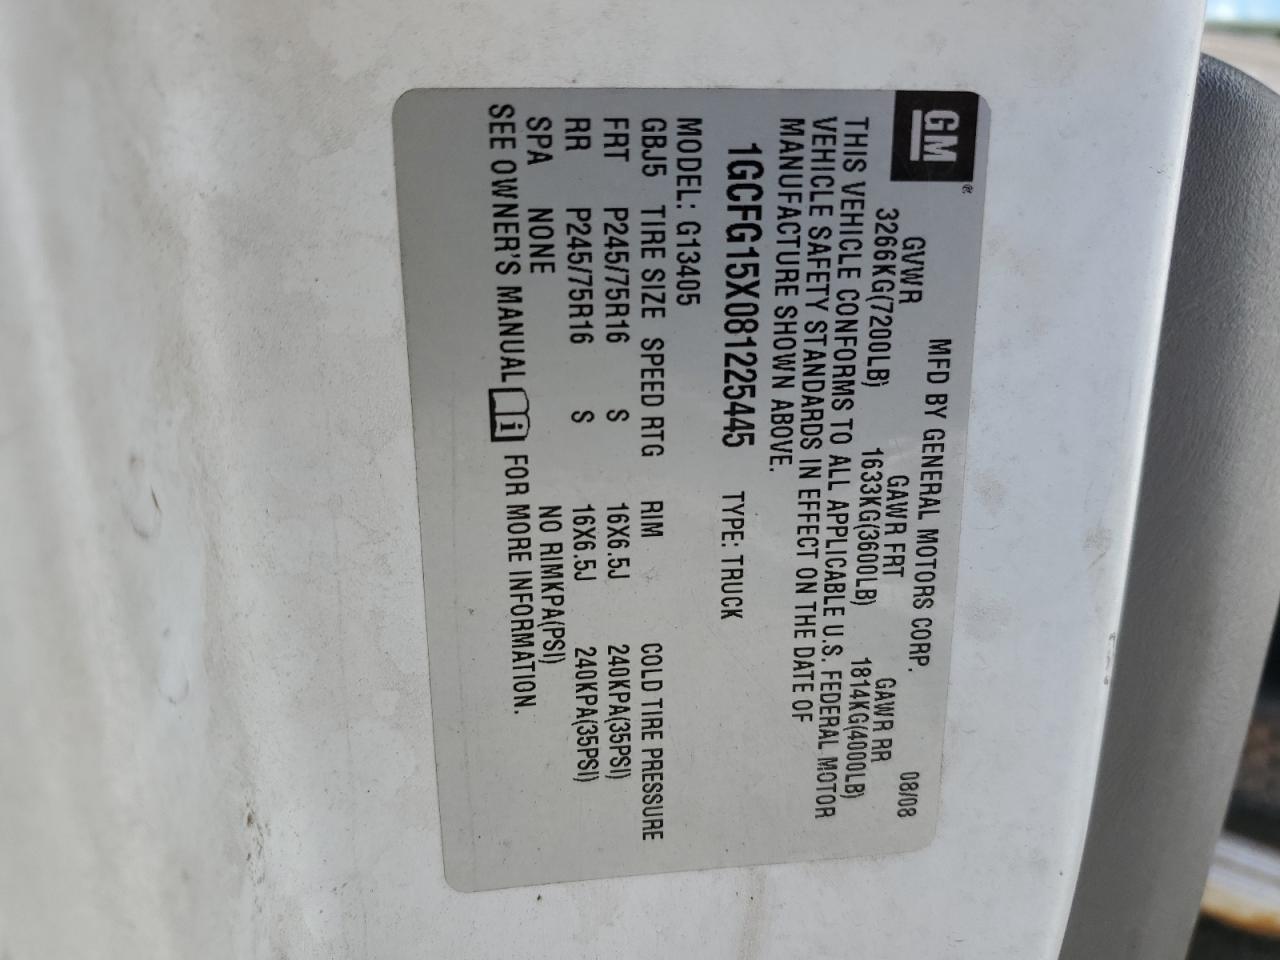 GM®
MFD BY GENERAL MOTORS CORP. 08/08
GVWR GAWR FRT GAWR RR
3266KG(7200LB) 1633KG(3600LB) 1814KG(4000LB)
THIS VEHICLE CONFORMS TO ALL APPLICABLE U.S. FEDERAL MOTOR
VEHICLE SAFETY STANDARDS IN EFFECT ON THE DATE OF
MANUFACTURE SHOWN ABOVE.
1GCFG15X081225445 TYPE: TRUCK
MODEL: G13405
GBJ5 TIRE SIZE SPEED RTG RIM COLD TIRE PRESSURE
FRT P245/75R16 S 16X6.5J 240KPA(35PSI)
RR P245/75R16 S 16X6.5J 240KPA(35PSI)
SPA NONE NO RIMKPA(PSI)
SEE OWNER'S MANUAL i FOR MORE INFORMATION.